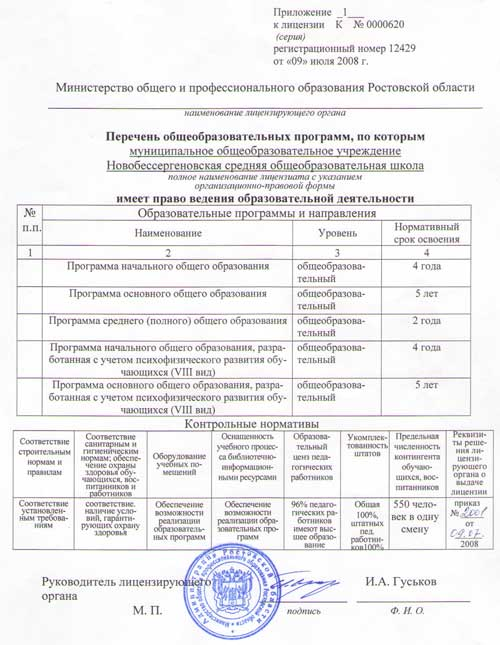 Приложение _1___
к лицензии К № 0000620
(серия)
регистрационный номер 12429
от «09» июля 2008 г.
Министерство общего и профессионального образования Ростовской области
наименование лицензирующего органа
Перечень общеобразовательных программ, по которым
муниципальное общеобразовательное учреждение
Новобессергеновская средняя общеобразовательная школа
полное наименование лицензиата с указанием
организационно-правовой формы
имеет право ведения образовательной деятельности
№ п.п. Образовательные программы и направления
Наименование Уровень Нормативный срок освоения
1 2 3 4
Программа начального общего образования общеобразова-тельный 4 года
Программа основного общего образования общеобразова-тельный 5 лет
Программа среднего (полного) общего образования общеобразова-тельный 2 года
Программа начального общего образования, разра-ботанная с учетом психофизического развития обу-чающихся (VIII вид) общеобразова-тельный 4 года
Программа основного общего образования, разра-ботанная с учетом психофизического развития обу-чающихся (VIII вид) общеобразова-тельный 5 лет
Контрольные нормативы
Соответствие строительным нормам и правилам
Соответствие санитарным и гигиеническим нормам; обеспе-чение охраны здоровья обу-чающихся, вос-питанников и работников
Оборудование учебных по-мещений
Оснащенность учебного процес-са библиотечно-информацион-ными ресурсами
Образова-тельный ценз педа-гогических работников
Укомплек-тованность штатов
Предельная численность контингента обучаю-щихся, вос-питанников
Реквизи-ты реше-ния ли-цензи-рующего органа о выдаче лицензии
Соответствие установлен-ным требова-ниям
соответствие. наличие усло-вий, гаранти-рующих охрану здоровья
Обеспечение возможности реализации образователь-ных программ
Обеспечение возможности реализации обра-зовательных про-грамм
96% педаго-гических ра-ботников имеют выс-шее образо-вание
Общая 100%, штатных пед. работни-ков100%
550 чело-век в одну смену
приказ № 2001 от 09.07. 2008
Руководитель лицензирующего
органа
И.А. Гуськов
М. П. подпись Ф. И. О.